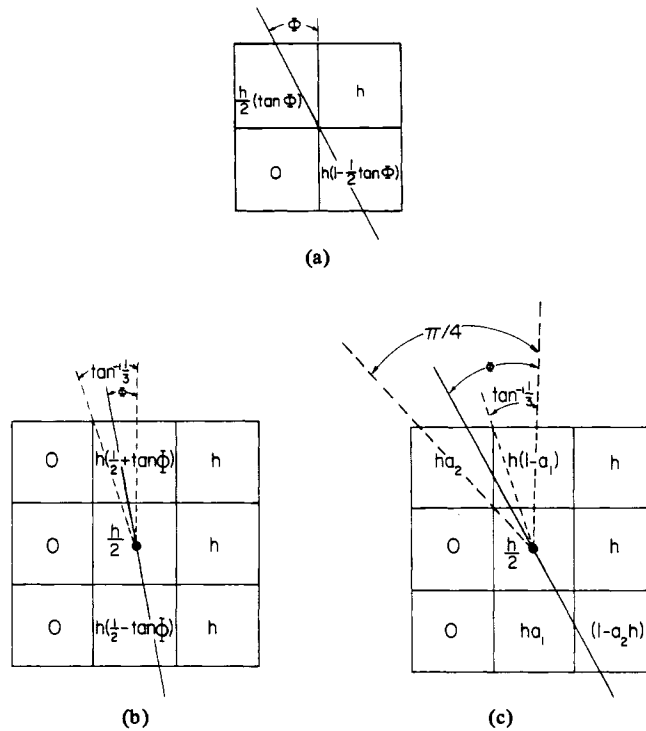 Φ
h/2 (tan Φ) h
0 h(1-½ tan Φ)
(a)
tan⁻¹ ⅓
Φ
0 h(½+tan Φ) h
0 h/2 h
0 h(½-tan Φ) h
(b)
π/4
Φ
tan⁻¹ ⅓
ha₂ h(1-a₁) h
0 h/2 h
0 ha₁ (1-a₂h)
(c)